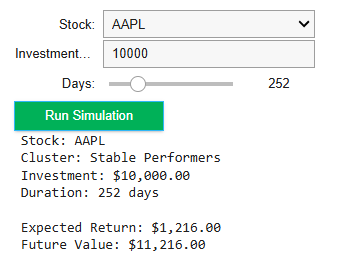 Stock: AAPL
Investment... 10000
Days: 252
Run Simulation
Stock: AAPL
Cluster: Stable Performers
Investment: $10,000.00
Duration: 252 days
Expected Return: $1,216.00
Future Value: $11,216.00